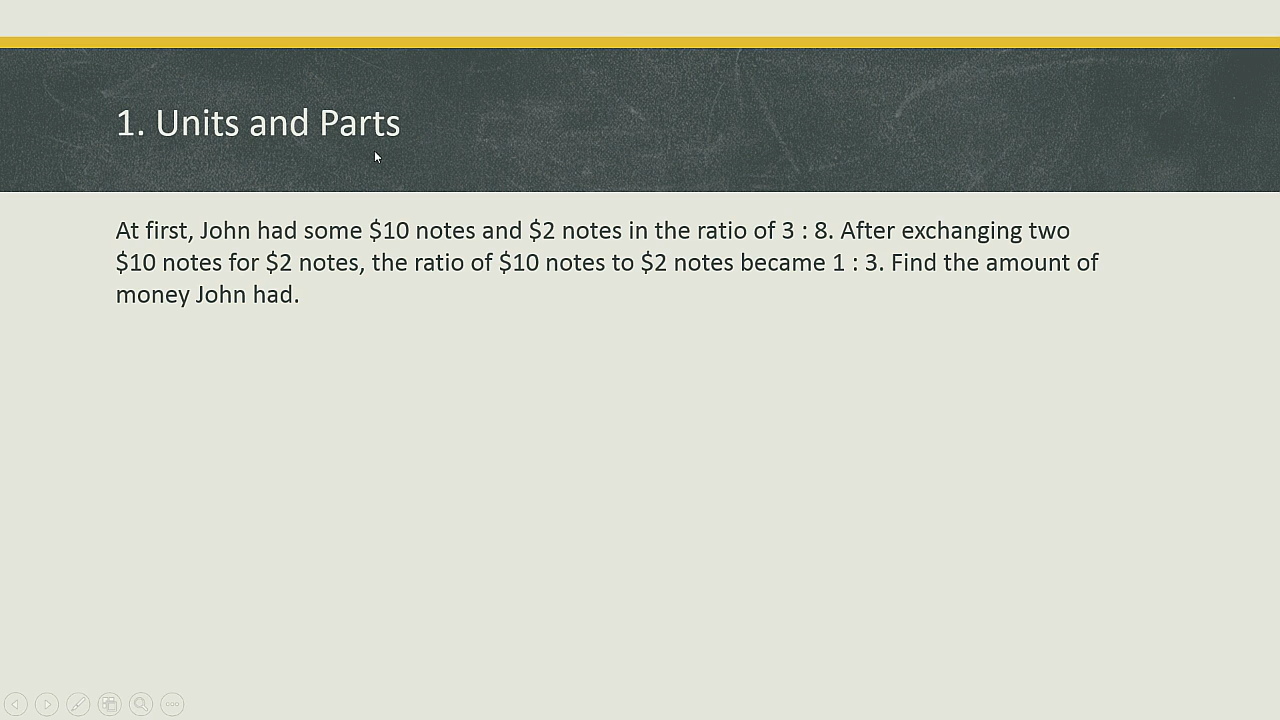 1. Units and Parts
At first, John had some $10 notes and $2 notes in the ratio of 3 : 8. After exchanging two
$10 notes for $2 notes, the ratio of $10 notes to $2 notes became 1 : 3. Find the amount of
money John had.